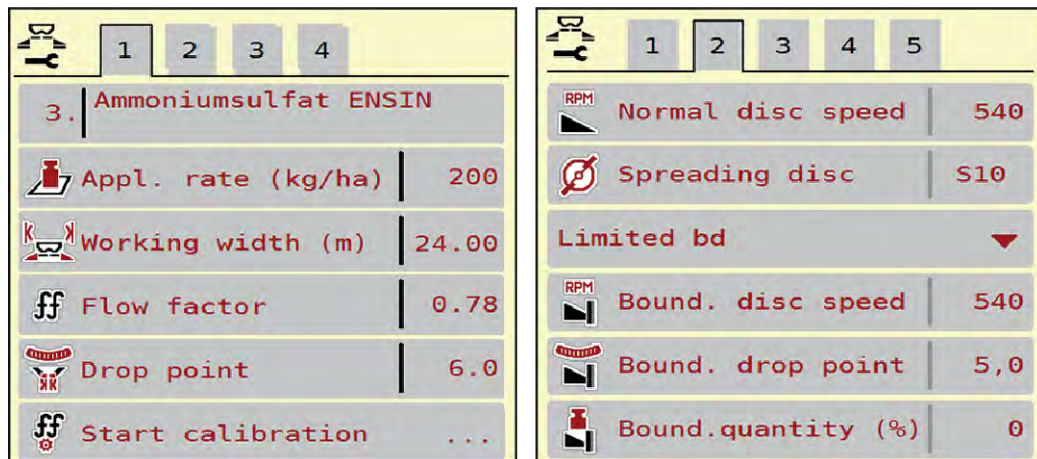 1 2 3 4
3. Ammoniumsulfat ENSIN
Appl. rate (kg/ha) 200
Working width (m) 24.00
ff Flow factor 0.78
Drop point 6.0
ff Start calibration ...
1 2 3 4 5
RPM Normal disc speed 540
Spreading disc S10
Limited bd
RPM Bound. disc speed 540
Bound. drop point 5,0
Bound.quantity (%) 0